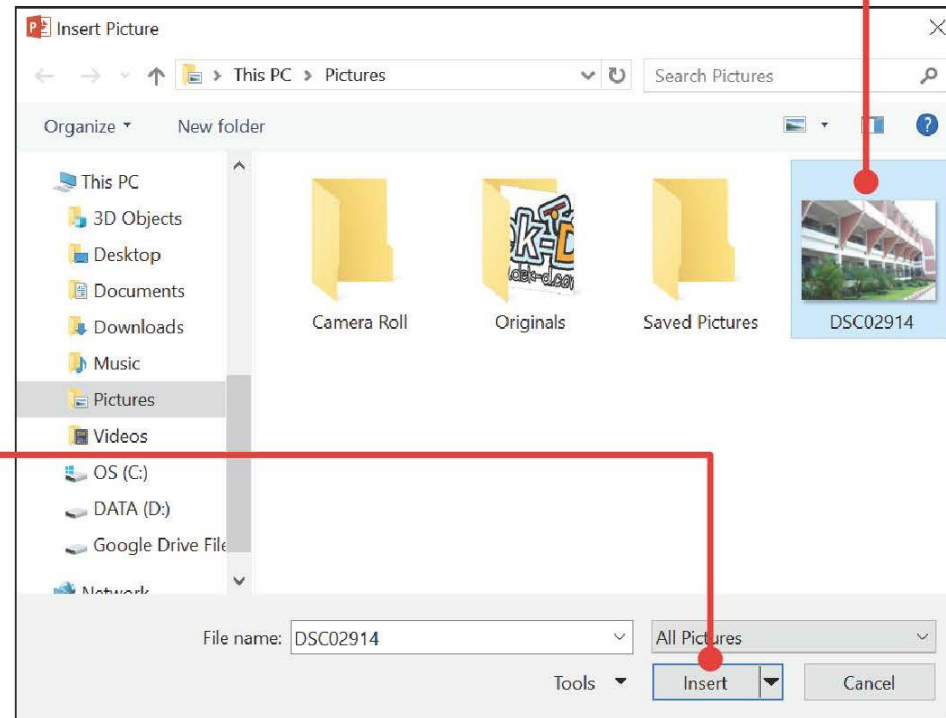 Insert Picture
This PC > Pictures
Search Pictures
Organize
New folder
This PC
3D Objects
Desktop
Documents
Downloads
Music
Pictures
Videos
OS (C:)
DATA (D:)
Google Drive File
Network
Camera Roll
Originals
Saved Pictures
DSC02914
File name: DSC02914
All Pictures
Tools
Insert
Cancel